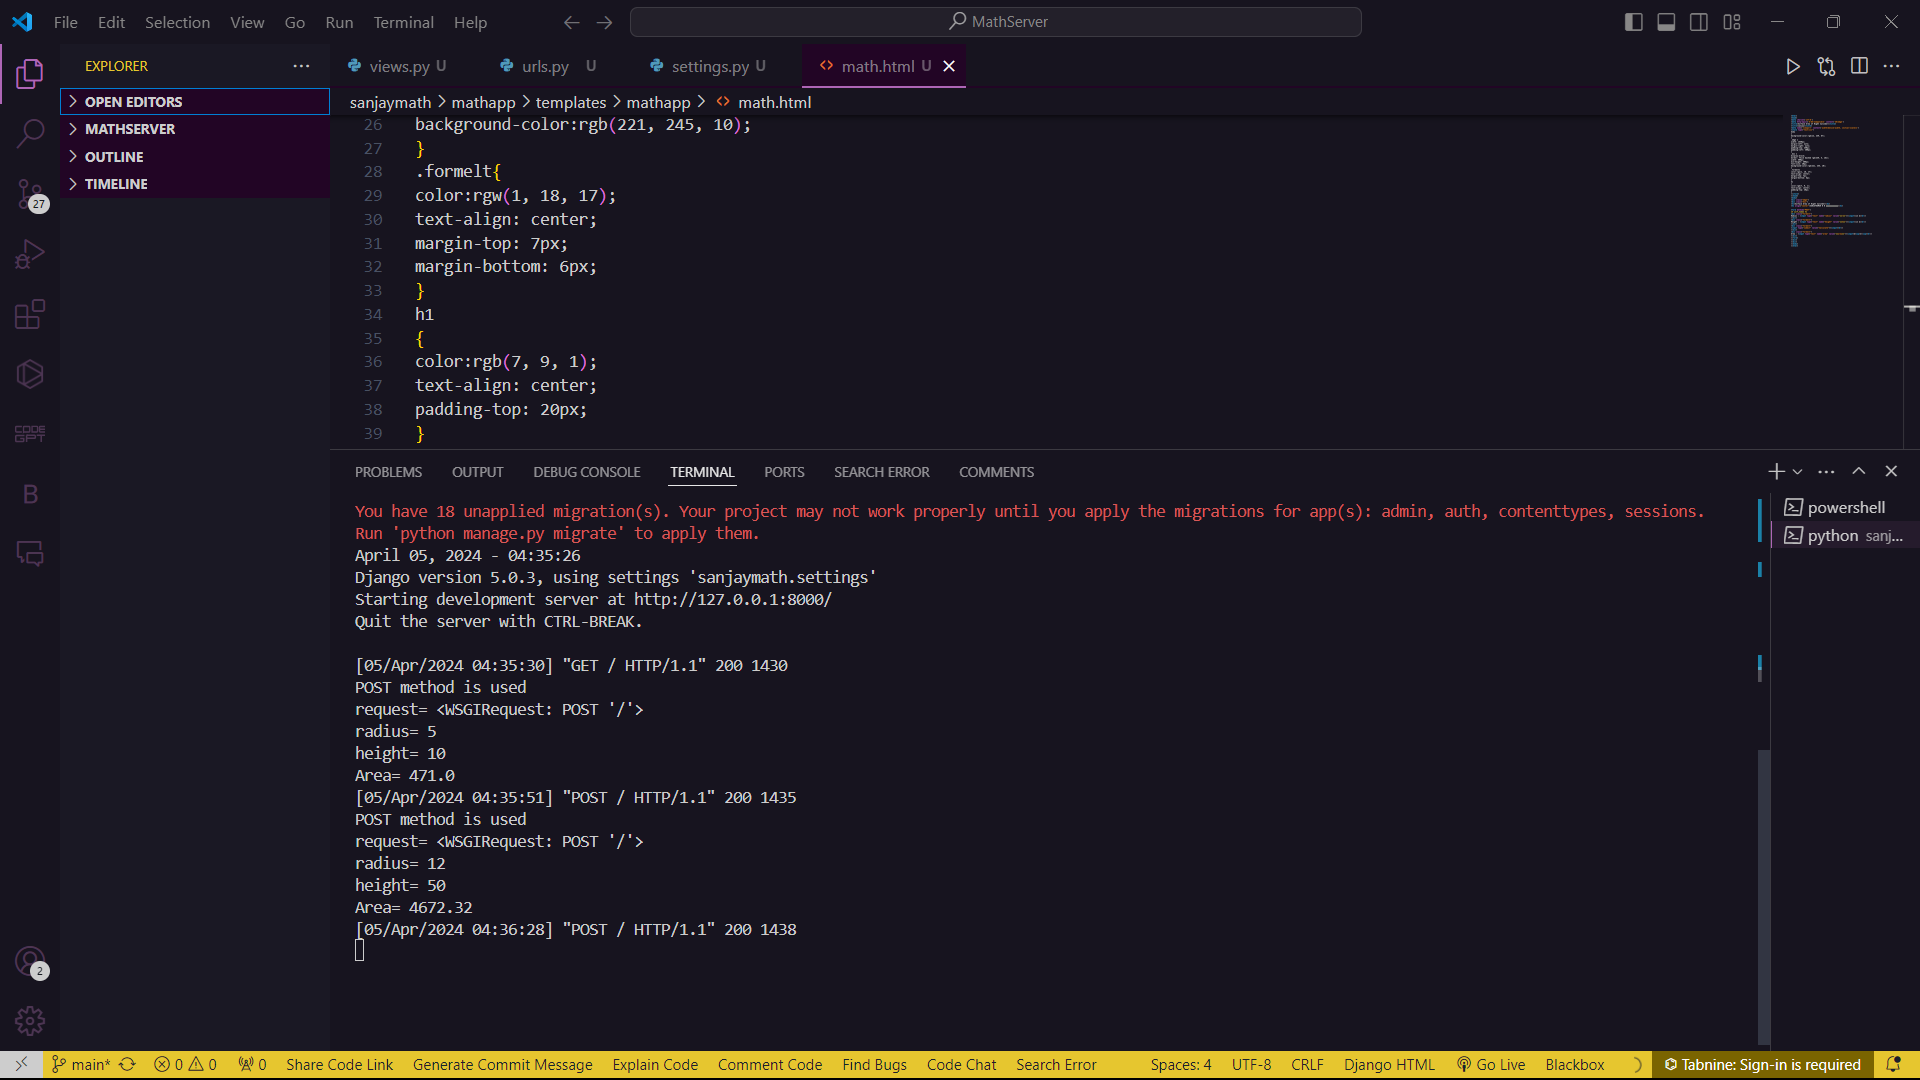 File Edit Selection View Go Run Terminal Help
MathServer
EXPLORER
OPEN EDITORS
MATHSERVER
OUTLINE
TIMELINE
27
CODE GPT
B
2
views.py U
urls.py U
settings.py U
<> math.html U
sanjaymath > mathapp > templates > mathapp > <> math.html
26 background-color:rgb(221, 245, 10);
27 }
28 .formelt{
29 color:rgw(1, 18, 17);
30 text-align: center;
31 margin-top: 7px;
32 margin-bottom: 6px;
33 }
34 h1
35 {
36 color:rgb(7, 9, 1);
37 text-align: center;
38 padding-top: 20px;
39 }
PROBLEMS OUTPUT DEBUG CONSOLE TERMINAL PORTS SEARCH ERROR COMMENTS
You have 18 unapplied migration(s). Your project may not work properly until you apply the migrations for app(s): admin, auth, contenttypes, sessions.
Run 'python manage.py migrate' to apply them.
April 05, 2024 - 04:35:26
Django version 5.0.3, using settings 'sanjaymath.settings'
Starting development server at http://127.0.0.1:8000/
Quit the server with CTRL-BREAK.
[05/Apr/2024 04:35:30] "GET / HTTP/1.1" 200 1430
POST method is used
request= <WSGIRequest: POST '/'>
radius= 5
height= 10
Area= 471.0
[05/Apr/2024 04:35:51] "POST / HTTP/1.1" 200 1435
POST method is used
request= <WSGIRequest: POST '/'>
radius= 12
height= 50
Area= 4672.32
[05/Apr/2024 04:36:28] "POST / HTTP/1.1" 200 1438
powershell
python sanj...
main* 0 0 0 Share Code Link Generate Commit Message Explain Code Comment Code Find Bugs Code Chat Search Error Spaces: 4 UTF-8 CRLF Django HTML Go Live Blackbox Tabnine: Sign-in is required